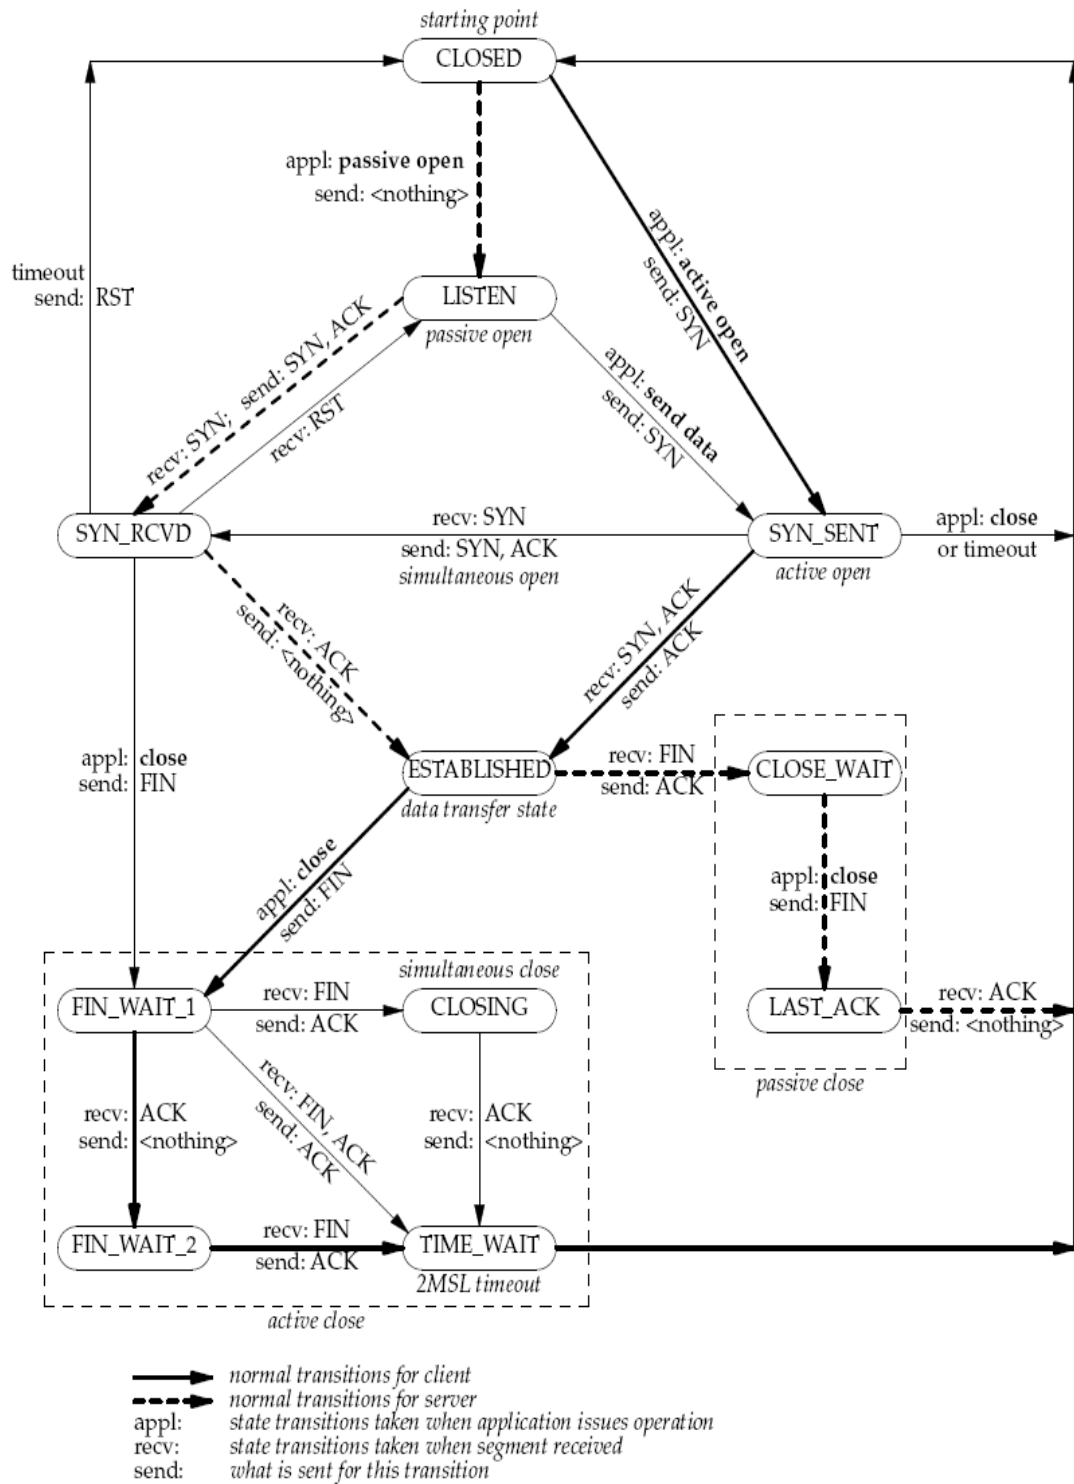 starting point
CLOSED
appl: passive open
send: <nothing>
appl: active open
send: SYN
timeout
send: RST
LISTEN
passive open
recv: SYN; send: SYN, ACK
recv: RST
appl: send data
send: SYN
SYN_RCVD
recv: SYN
send: SYN, ACK
simultaneous open
SYN_SENT
active open
appl: close
or timeout
recv: ACK
send: <nothing>
recv: SYN, ACK
send: ACK
appl: close
send: FIN
ESTABLISHED
data transfer state
recv: FIN
send: ACK
CLOSE_WAIT
appl: close
send: FIN
appl: close
send: FIN
simultaneous close
FIN_WAIT_1
recv: FIN
send: ACK
CLOSING
LAST_ACK
recv: ACK
send: <nothing>
passive close
recv: ACK
send: <nothing>
recv: FIN, ACK
send: ACK
recv: ACK
send: <nothing>
FIN_WAIT_2
recv: FIN
send: ACK
TIME_WAIT
2MSL timeout
active close
normal transitions for client
normal transitions for server
appl: state transitions taken when application issues operation
recv: state transitions taken when segment received
send: what is sent for this transition